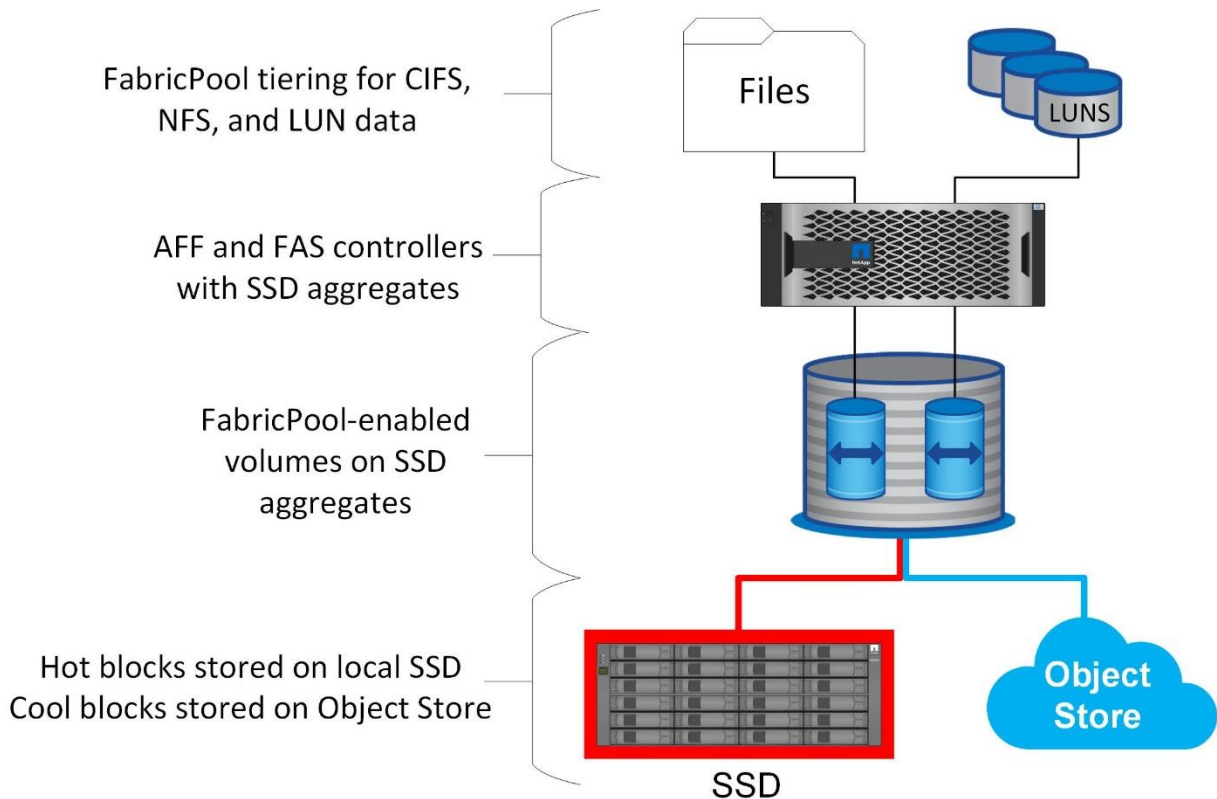 FabricPool tiering for CIFS,
NFS, and LUN data
Files
LUNS
AFF and FAS controllers
with SSD aggregates
NetApp
FabricPool-enabled
volumes on SSD
aggregates
Hot blocks stored on local SSD
Cool blocks stored on Object Store
Object
Store
SSD